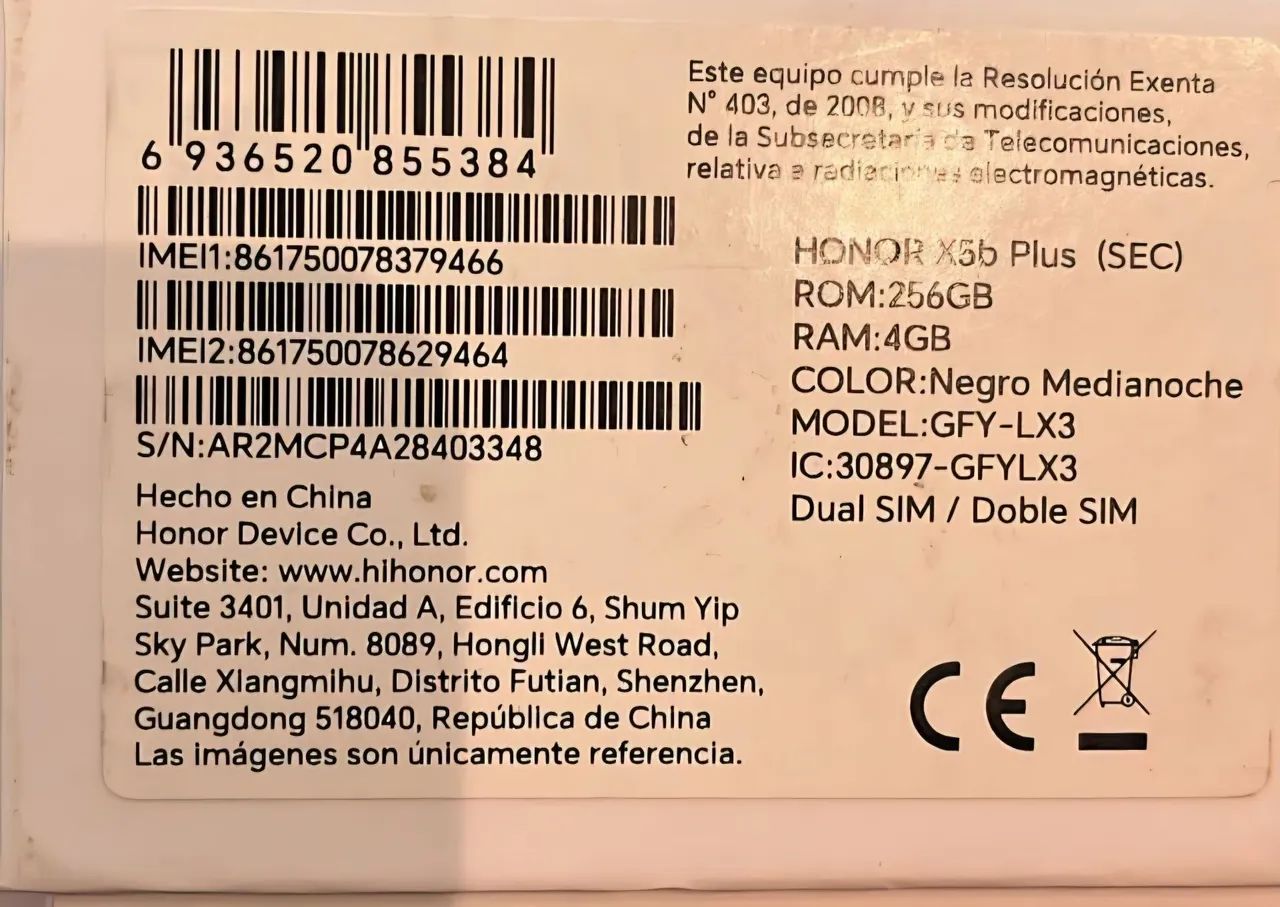 6 936520 855384
IMEI1:861750078379466
IMEI2:861750078629464
S/N:AR2MCP4A28403348
Hecho en China
Honor Device Co., Ltd.
Website: www.hihonor.com
Suite 3401, Unidad A, Edificio 6, Shum Yip
Sky Park, Num. 8089, Hongli West Road,
Calle Xiangmihu, Distrito Futian, Shenzhen,
Guangdong 518040, República de China
Las imágenes son únicamente referencia.
Este equipo cumple la Resolución Exenta
N° 403, de 2008, y sus modificaciones,
de la Subsecretaria de Telecomunicaciones,
relativa a radiaciones electromagnéticas.
HONOR X5b Plus (SEC)
ROM:256GB
RAM:4GB
COLOR:Negro Medianoche
MODEL:GFY-LX3
IC:30897-GFYLX3
Dual SIM / Doble SIM
CE